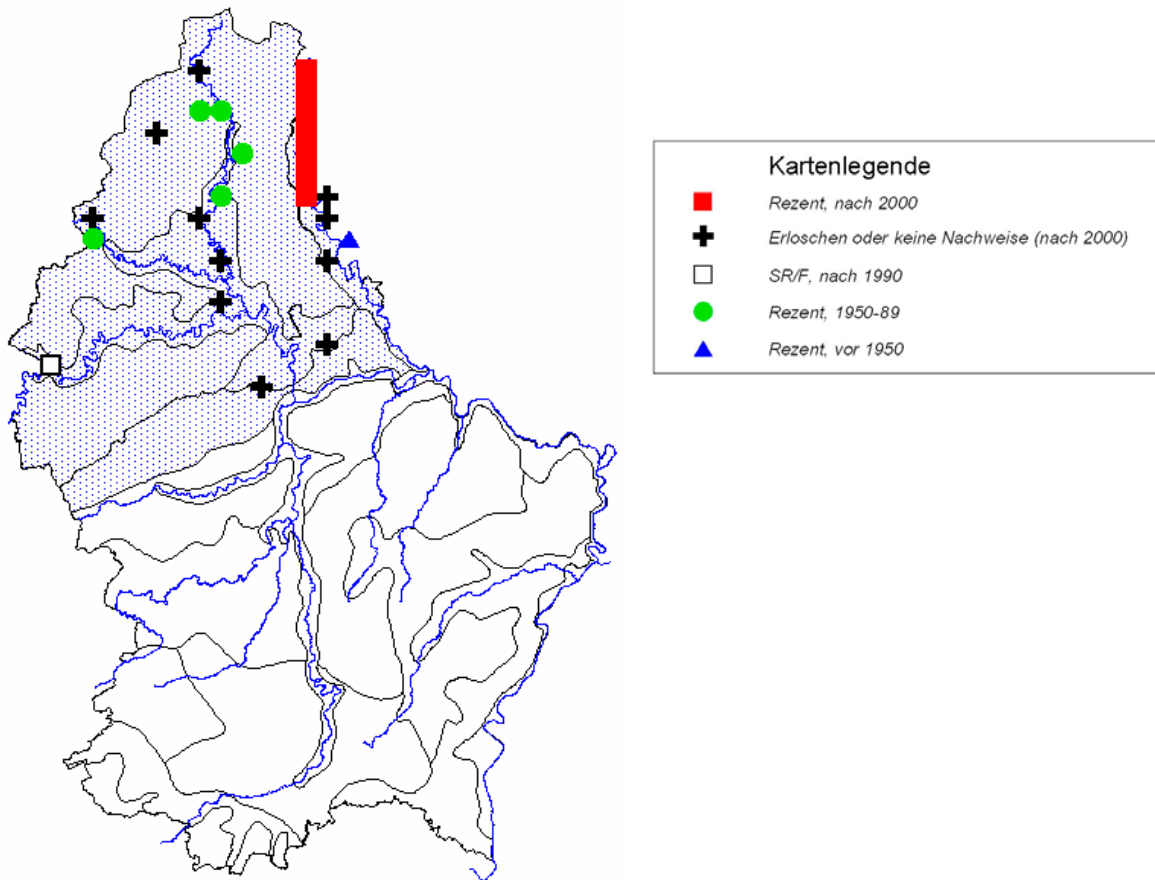 Kartenlegende
Rezent, nach 2000
Erloschen oder keine Nachweise (nach 2000)
SR/F, nach 1990
Rezent, 1950-89
Rezent, vor 1950